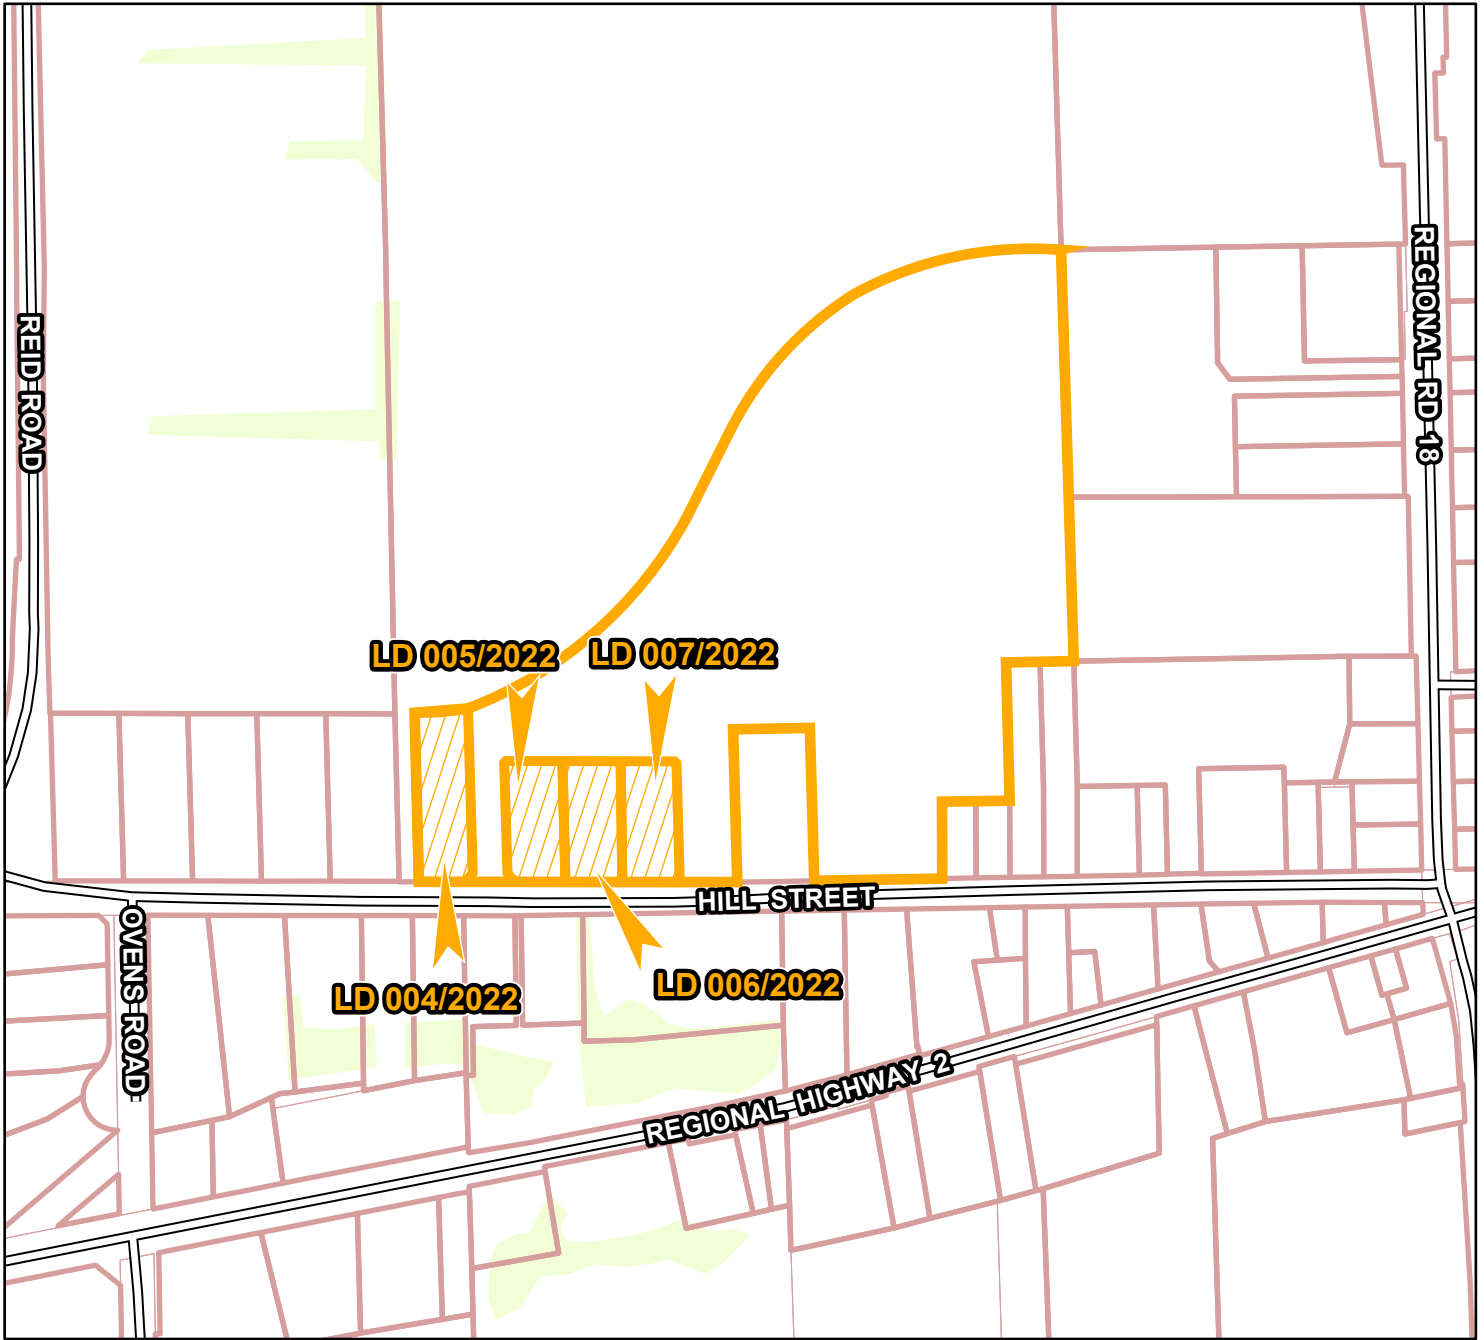 REGIONAL RD 18
REID ROAD
LD 005/2022
LD 007/2022
HILL STREET
OVENS ROAD
LD 006/2022
LD 004/2022
REGIONAL HIGHWAY 2